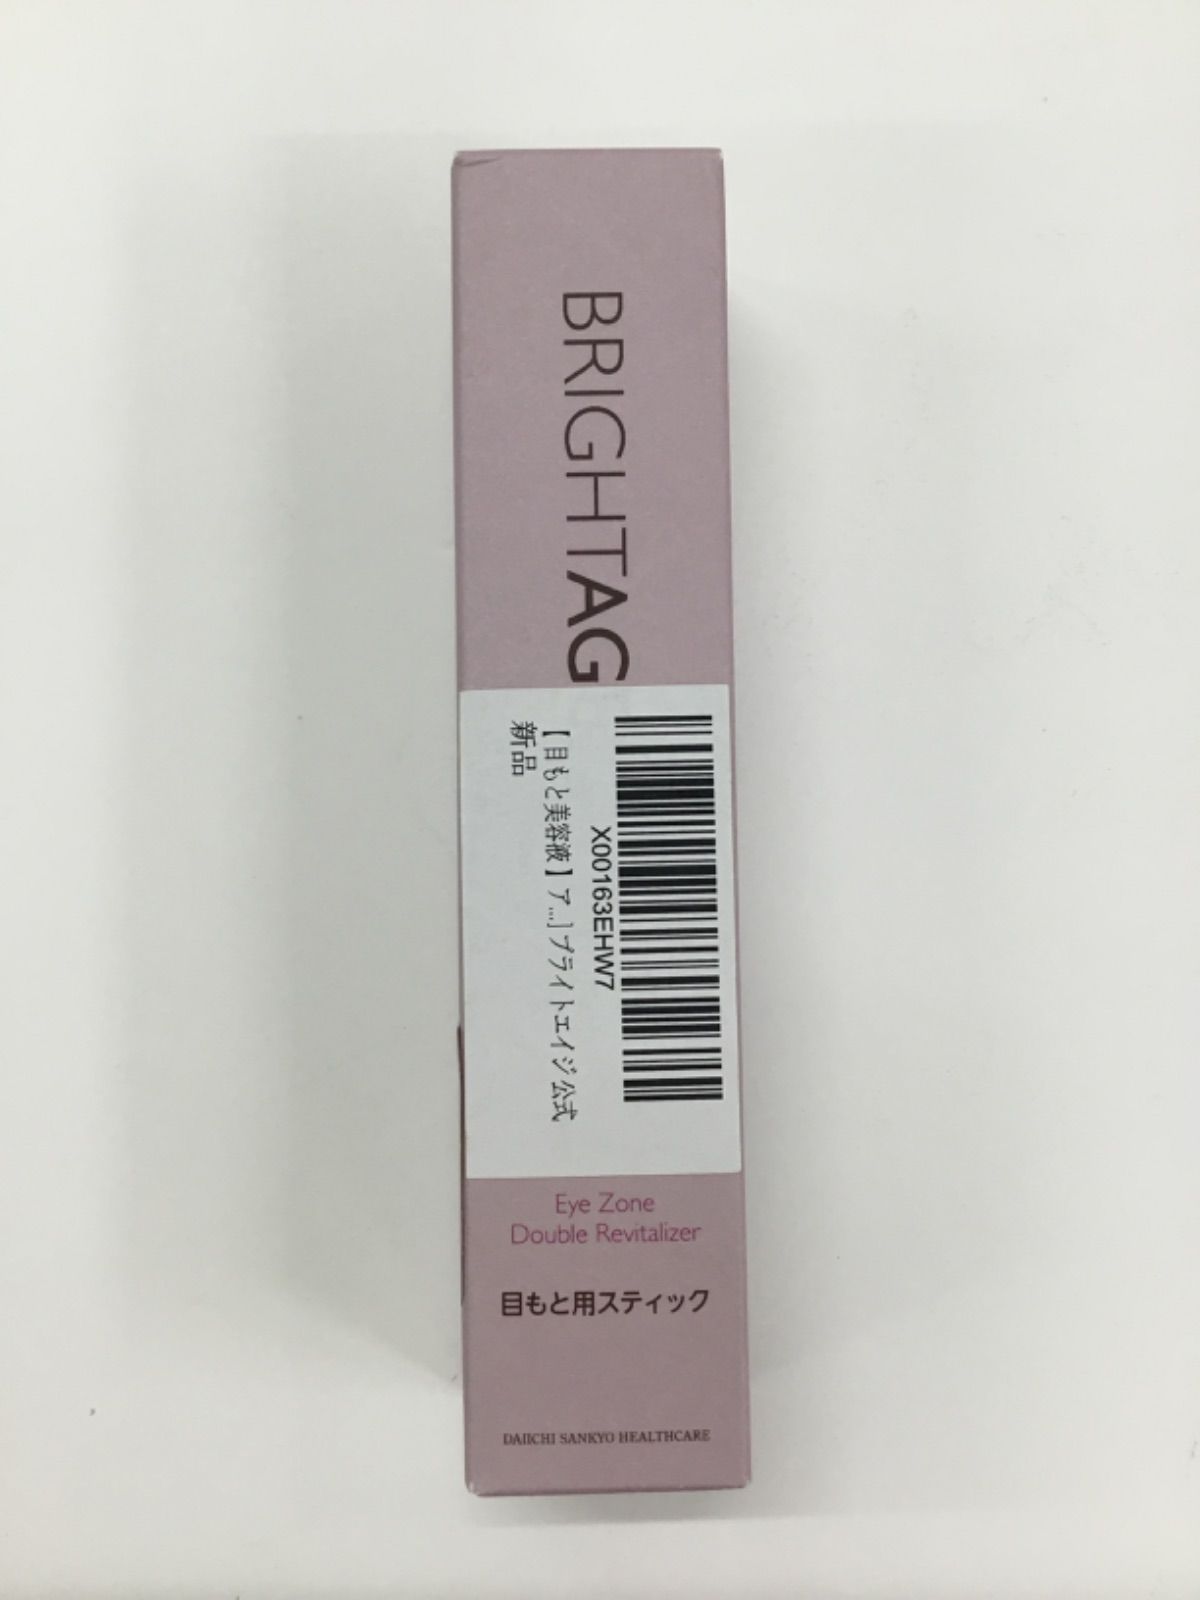 BRIGHTAG
X00163EHW7
【目もと美容液】ア...] ブライトエイジ 公式
新品
Eye Zone
Double Revitalizer
目もと用スティック
DAIICHI SANKYO HEALTHCARE